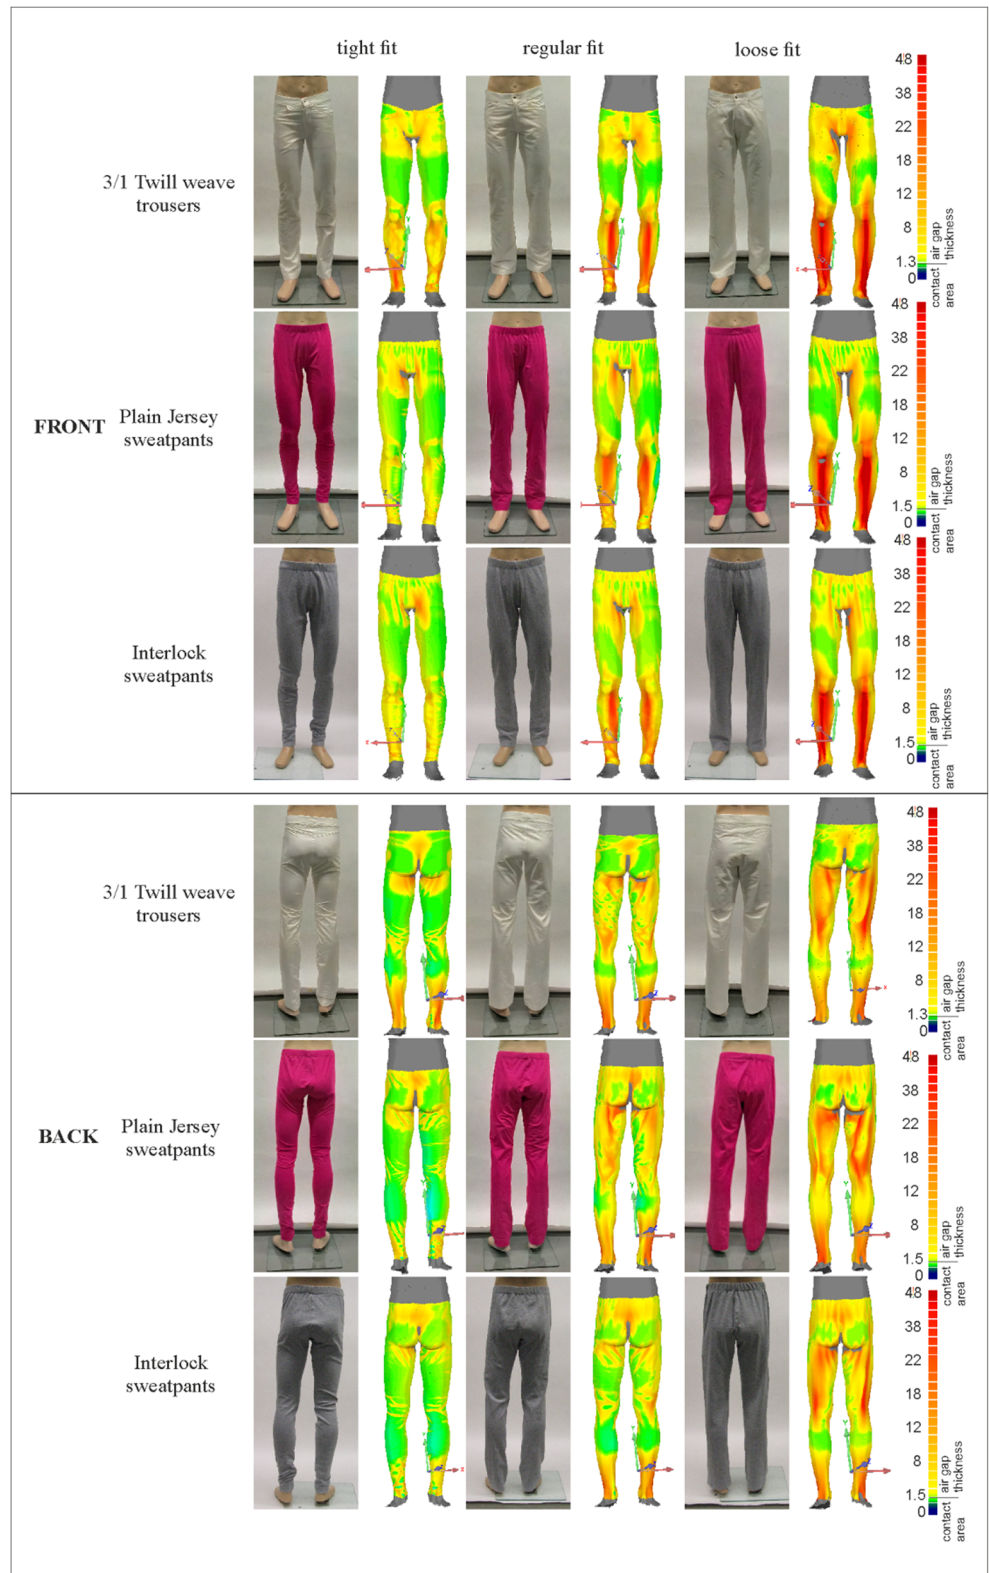 tight fit
regular fit
loose fit
FRONT
3/1 Twill weave
trousers
48
38
22
18
12
8
1.3
0
air gap
thickness
contact
area
Plain Jersey
sweatpants
48
38
22
18
12
8
1.5
0
air gap
thickness
contact
area
Interlock
sweatpants
48
38
22
18
12
8
1.5
0
air gap
thickness
contact
area
BACK
3/1 Twill weave
trousers
48
38
22
18
12
8
1.3
0
air gap
thickness
contact
area
Plain Jersey
sweatpants
48
38
22
18
12
8
1.5
0
air gap
thickness
contact
area
Interlock
sweatpants
48
38
22
18
12
8
1.5
0
air gap
thickness
contact
area